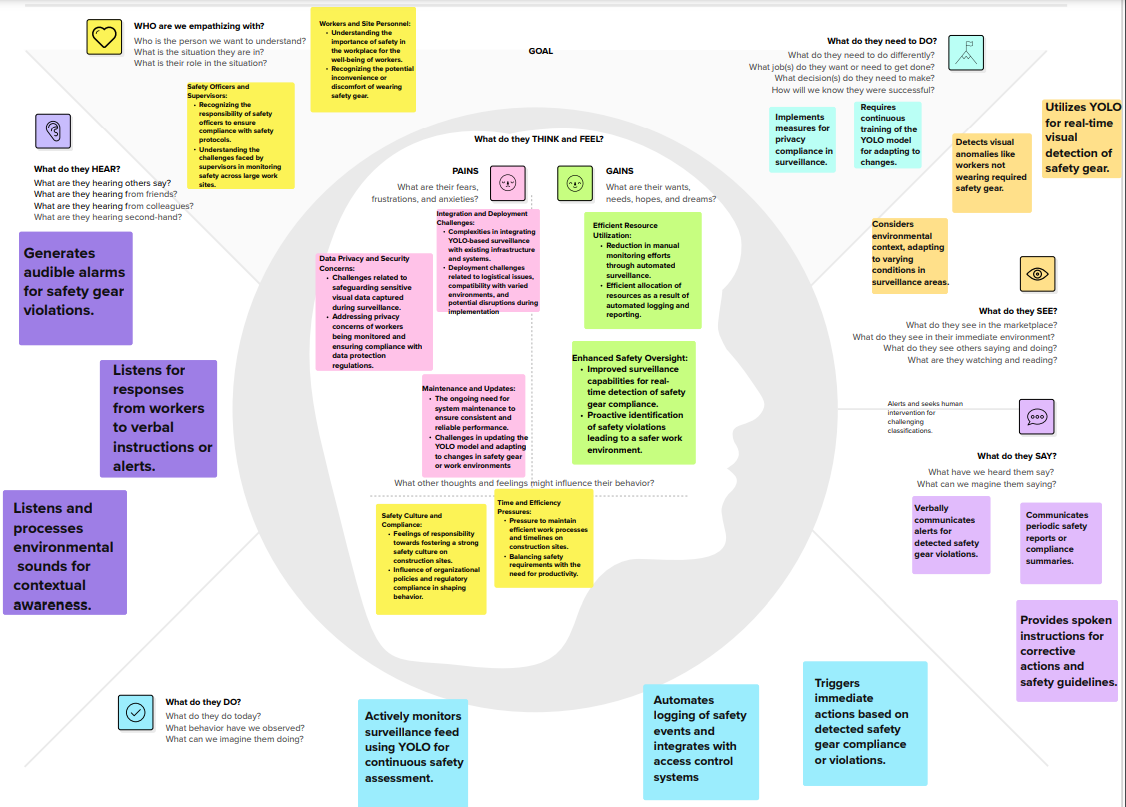 WHO are we empathizing with?
Who is the person we want to understand?
What is the situation they are in?
What is their role in the situation?
Workers and Site Personnel:
• Understanding the
importance of safety in
the workplace for the
well-being of workers.
• Recognizing the potential
inconvenience or
discomfort of wearing
safety gear.
Safety Officers and
Supervisors:
• Recognizing the
responsibility of safety
officers to ensure
compliance with safety
protocols.
• Understanding the
challenges faced by
supervisors in monitoring
safety across large work
sites.
GOAL
What do they need to DO?
What do they need to do differently?
What job(s) do they want or need to get done?
What decision(s) do they need to make?
How will we know they were successful?
Implements
measures for
privacy
compliance in
surveillance.
Requires
continuous
training of the
YOLO model
for adapting to
changes.
Utilizes YOLO
for real-time
visual
detection of
safety gear.
Detects visual
anomalies like
workers not
wearing required
safety gear.
Considers
environmental
context, adapting
to varying
conditions in
surveillance areas.
What do they SEE?
What do they see in the marketplace?
What do they see in their immediate environment?
What do they see others saying and doing?
What are they watching and reading?
What do they HEAR?
What are they hearing others say?
What are they hearing from friends?
What are they hearing from colleagues?
What are they hearing second-hand?
Generates
audible alarms
for safety gear
violations.
Listens for
responses
from workers
to verbal
instructions or
alerts.
Listens and
processes
environmental
sounds for
contextual
awareness.
What do they THINK and FEEL?
PAINS
What are their fears,
frustrations, and anxieties?
GAINS
What are their wants,
needs, hopes, and dreams?
Integration and Deployment
Challenges:
• Complexities in integrating
YOLO-based surveillance
with existing infrastructure
and systems.
• Deployment challenges
related to logistical issues,
compatibility with varied
environments, and
potential disruptions during
implementation
Data Privacy and Security
Concerns:
• Challenges related to
safeguarding sensitive
visual data captured
during surveillance.
• Addressing privacy
concerns of workers
being monitored and
ensuring compliance with
data protection
regulations.
Maintenance and Updates:
• The ongoing need for
system maintenance to
ensure consistent and
reliable performance.
• Challenges in updating the
YOLO model and adapting
to changes in safety gear
or work environments
Efficient Resource
Utilization:
• Reduction in manual
monitoring efforts
through automated
surveillance.
• Efficient allocation of
resources as a result of
automated logging and
reporting.
Enhanced Safety Oversight:
• Improved surveillance
capabilities for real-
time detection of safety
gear compliance.
• Proactive identification
of safety violations
leading to a safer work
environment.
What other thoughts and feelings might influence their behavior?
Safety Culture and
Compliance:
• Feelings of responsibility
towards fostering a strong
safety culture on
construction sites.
• Influence of organizational
policies and regulatory
compliance in shaping
behavior.
Time and Efficiency
Pressures:
• Pressure to maintain
efficient work processes
and timelines on
construction sites.
• Balancing safety
requirements with the
need for productivity.
Alerts and seeks human
intervention for
challenging
classifications.
What do they SAY?
What have we heard them say?
What can we magine them saying?
Verbally
communicates
alerts for
detected safety
gear violations.
Communicates
periodic safety
reports or
compliance
summaries.
Provides spoken
instructions for
corrective
actions and
safety guidelines.
What do they DO?
What do they do today?
What behavior have we observed?
What can we imagine them doing?
Actively monitors
surveillance feed
using YOLO for
continuous safety
assessment.
Automates
logging of safety
events and
integrates with
access control
systems
Triggers
immediate
actions based on
detected safety
gear compliance
or violations.